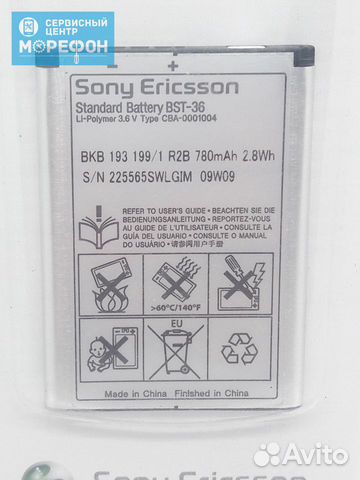 СЕРВИСНЫЙ
ЦЕНТР
МОРЕФОН
- +
Sony Ericsson
Standard Battery BST-36
Li-Polymer 3.6 V Type CBA-0001004
BKB 193 199/1 R2B 780mAh 2.8Wh
S/N 225565SWLGIM 09W09
REFER TO USER'S GUIDE • BEACHTEN SIE DIE
BEDIENUNGSANLEITUNG • REPORTEZ-VOUS
AU GUIDE DE L'UTILISATEUR • CONSULTE LA
GUÍA DEL USUARIO • CONSULTE O MANUAL
DO USUÁRIO • 请参阅用户手册
>60°C/140°F
EU
Made in China Finished in China
Sony Ericsson
Avito